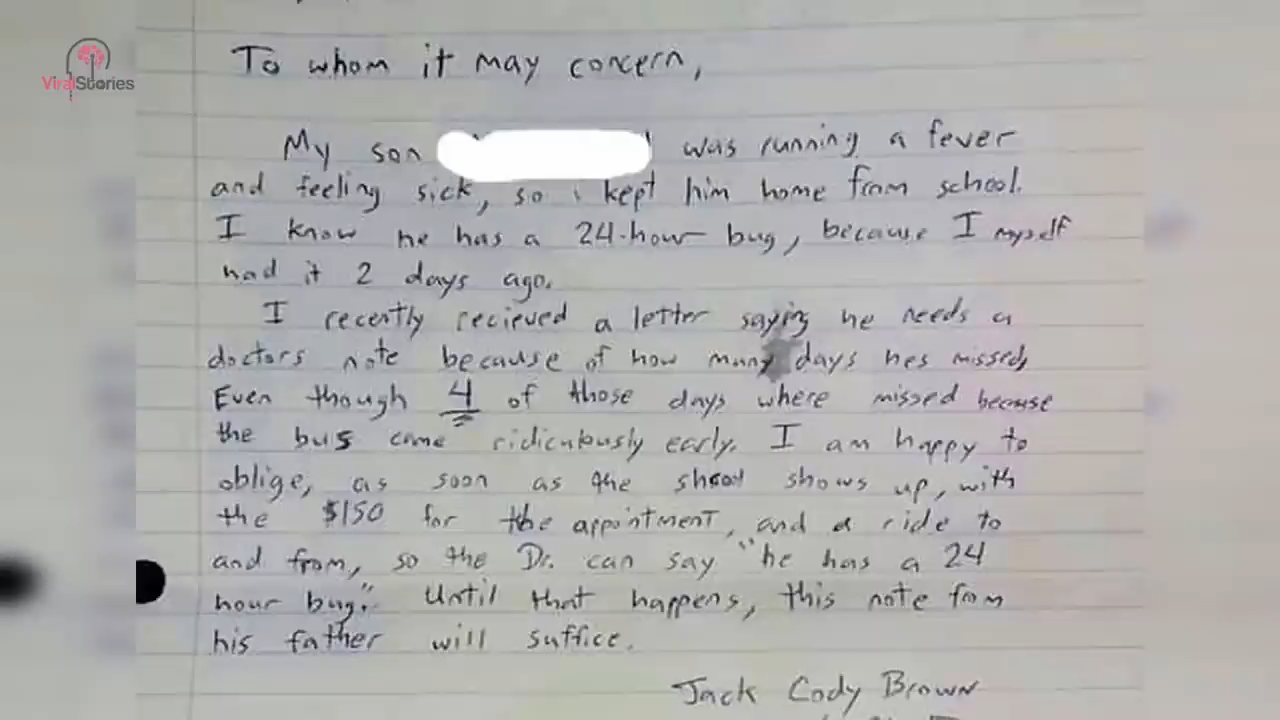 ViralStories
To whom it may concern,
My son was running a fever
and feeling sick, so i kept him home from school.
I know he has a 24-hour bug, because I myself
had it 2 days ago.
I recently recieved a letter saying he needs a
doctors note because of how many days hes missed,
Even though 4 of those days where missed because
the bus came ridiculously early. I am happy to
oblige, as soon as the shool shows up, with
the $150 for the appointment, and a ride to
and from, so the Dr. can say "he has a 24
hour bug." Until that happens, this note from
his father will suffice.
Jack Cody Brown